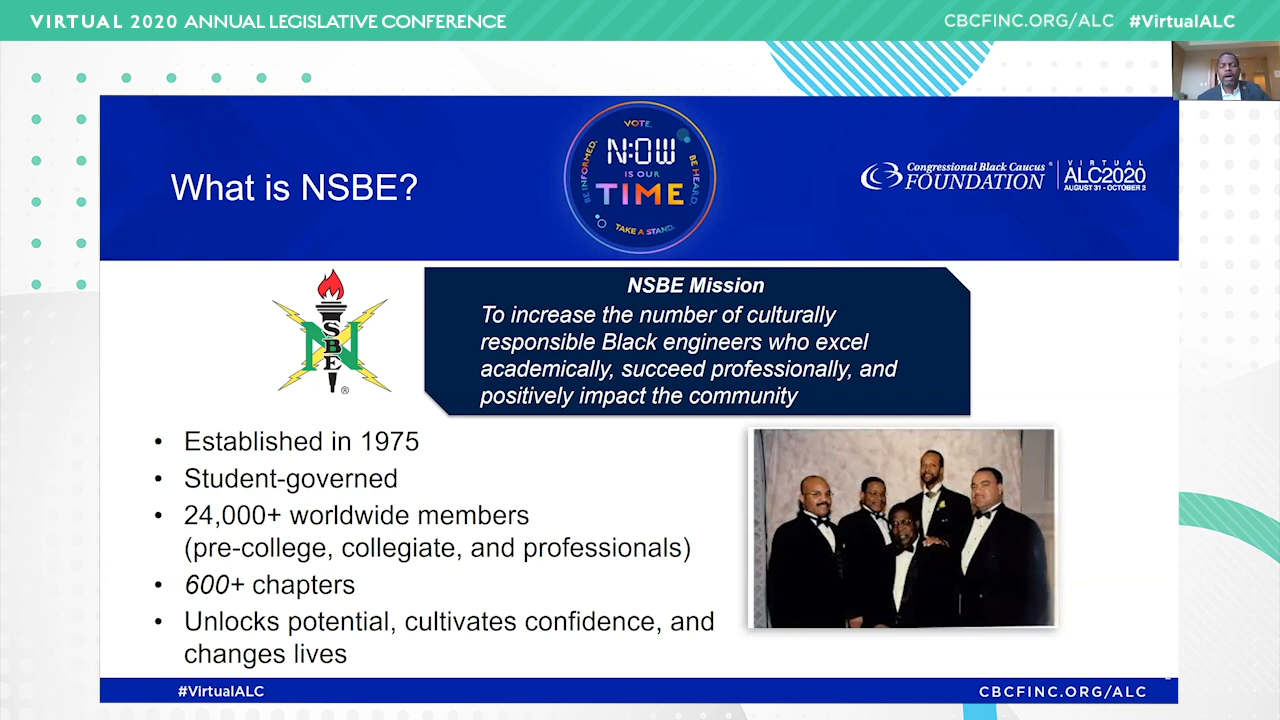 VIRTUAL 2020 ANNUAL LEGISLATIVE CONFERENCE
CBCFINC.ORG/ALC #VirtualALC
What is NSBE?
VOTE.
BE INFORMED.
BE HEARD.
N:OW
IS OUR
TIME
TAKE A STAND.
Congressional Black Caucus®
FOUNDATION
VIRTUAL
ALC2020
AUGUST 31 - OCTOBER 2
NSBE
®
NSBE Mission
To increase the number of culturally
responsible Black engineers who excel
academically, succeed professionally, and
positively impact the community
• Established in 1975
• Student-governed
• 24,000+ worldwide members
(pre-college, collegiate, and professionals)
• 600+ chapters
• Unlocks potential, cultivates confidence, and
changes lives
#VirtualALC
CBCFINC.ORG/ALC